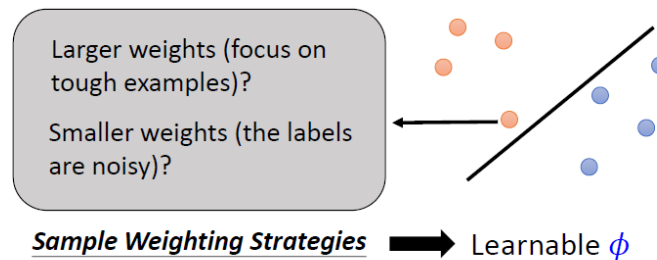 Larger weights (focus on
tough examples)?
Smaller weights (the labels
are noisy)?
Sample Weighting Strategies
Learnable ϕ